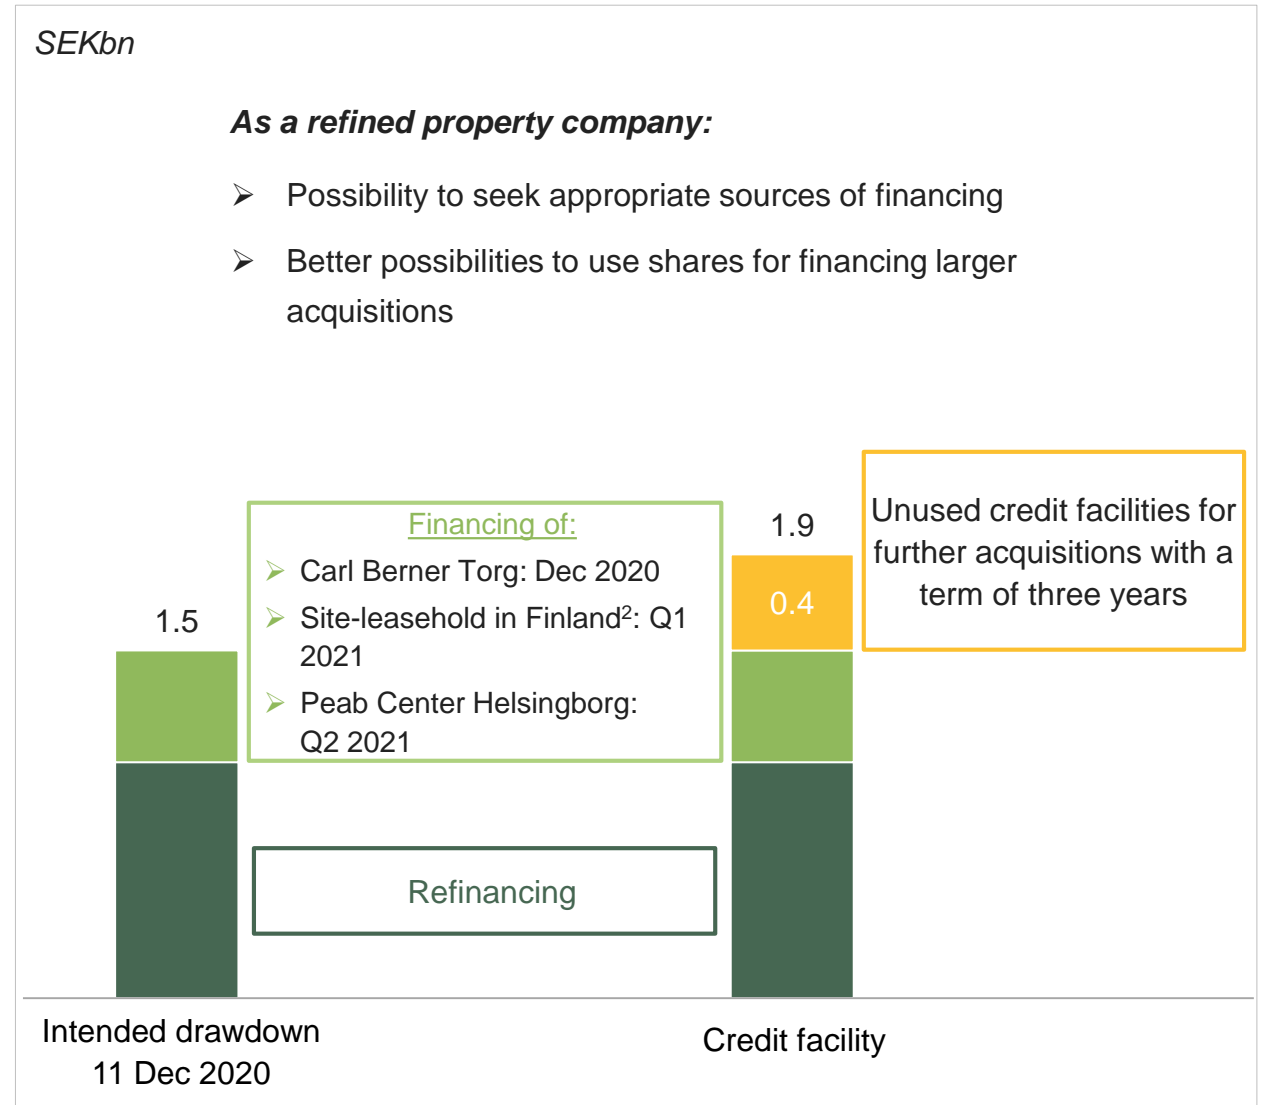 SEKbn
As a refined property company:
➢ Possibility to seek appropriate sources of financing
➢ Better possibilities to use shares for financing larger
acquisitions
1.5
Financing of:
➢ Carl Berner Torg: Dec 2020
➢ Site-leasehold in Finland²: Q1
2021
➢ Peab Center Helsingborg:
Q2 2021
Refinancing
1.9
0.4
Unused credit facilities for
further acquisitions with a
term of three years
Intended drawdown
11 Dec 2020
Credit facility